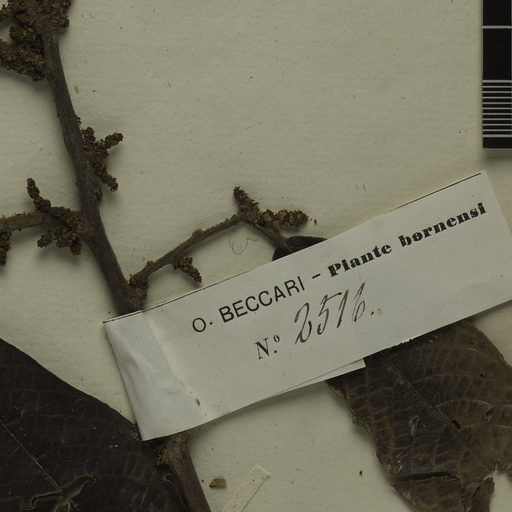 O. BECCARI – Piante bornensi
N.º 2516.